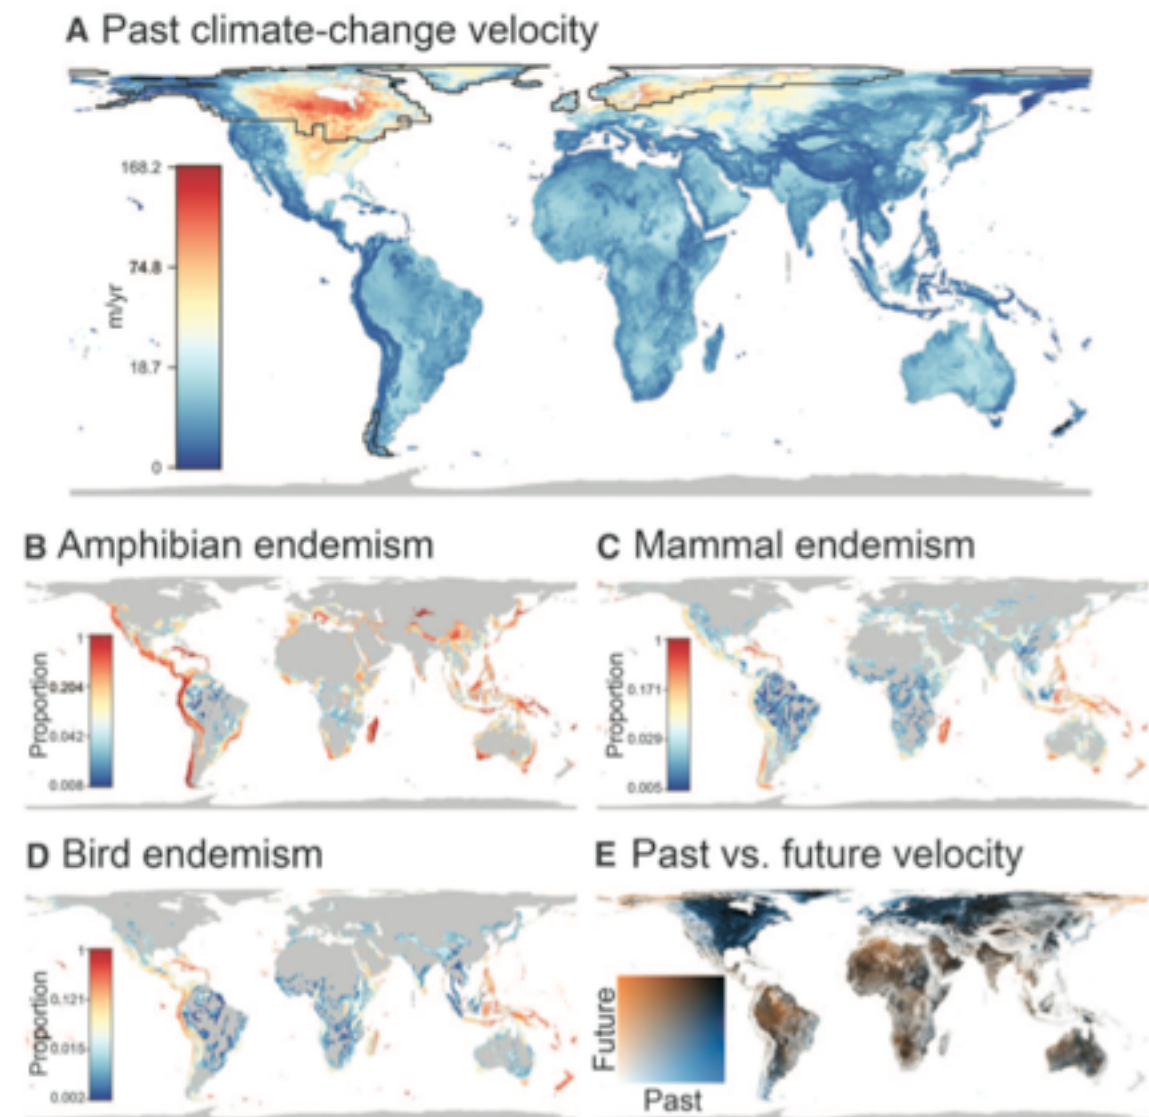 A Past climate-change velocity
168.2
74.8
m/yr
18.7
0
B Amphibian endemism
1
Proportion
0.204
0.042
0.008
C Mammal endemism
1
Proportion
0.171
0.029
0.005
D Bird endemism
1
Proportion
0.121
0.015
0.002
E Past vs. future velocity
Future
Past